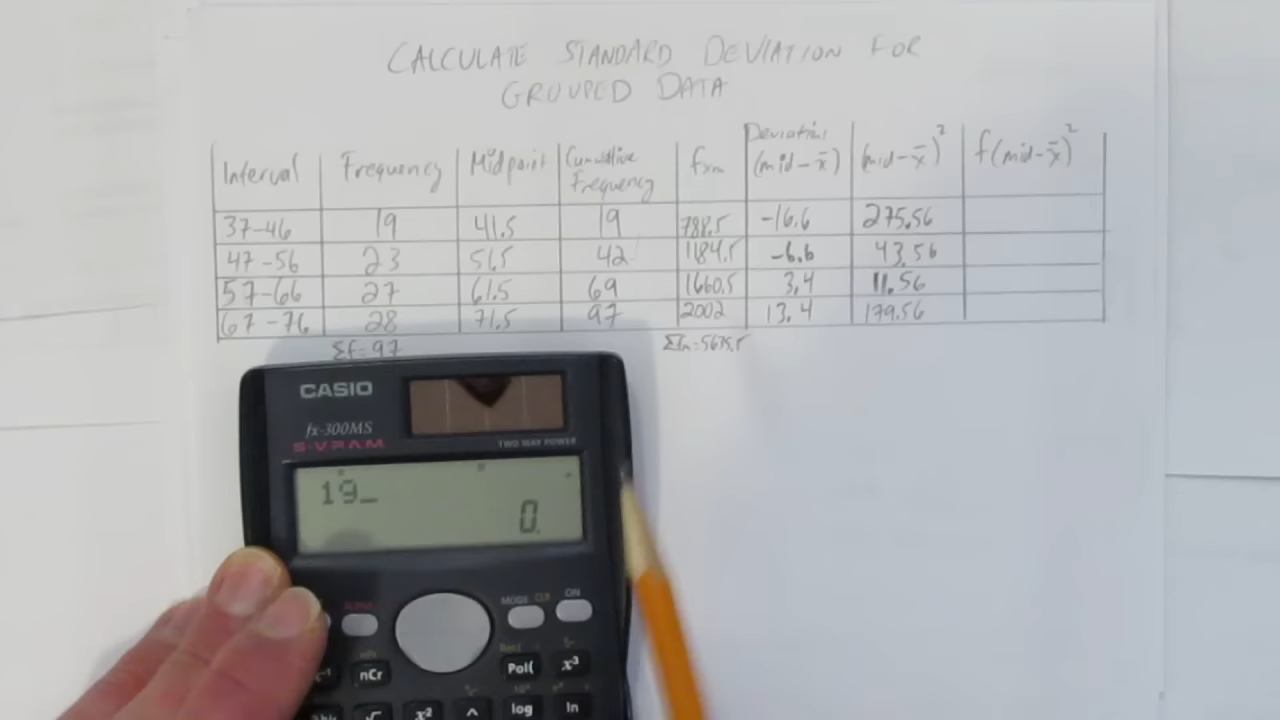 CALCULATE STANDARD DEVIATION FOR
GROUPED DATA
Interval Frequency Midpoint Cumulative Frequency fxm Deviation (mid-x̄) (mid-x̄)² f(mid-x̄)²
37-46 19 41.5 19 788.5 -16.6 275.56
47-56 23 51.5 42 1184.5 -6.6 43.56
57-66 27 61.5 69 1660.5 3.4 11.56
67-76 28 71.5 97 2002 13.4 179.56
Σf=97
CASIO
fx-300MS
S-V.P.A.M.
TWO WAY POWER
19_
0.
MODE CLR ON
nCr Pol( x³
x² ^ log ln